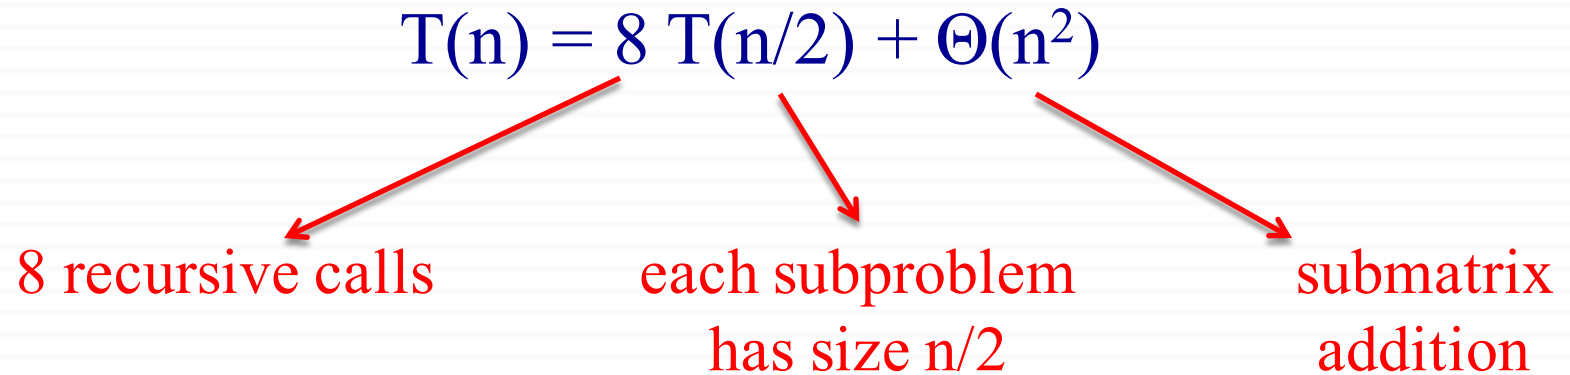 T(n) = 8 T(n/2) + Θ(n²)
8 recursive calls
each subproblem
has size n/2
submatrix
addition